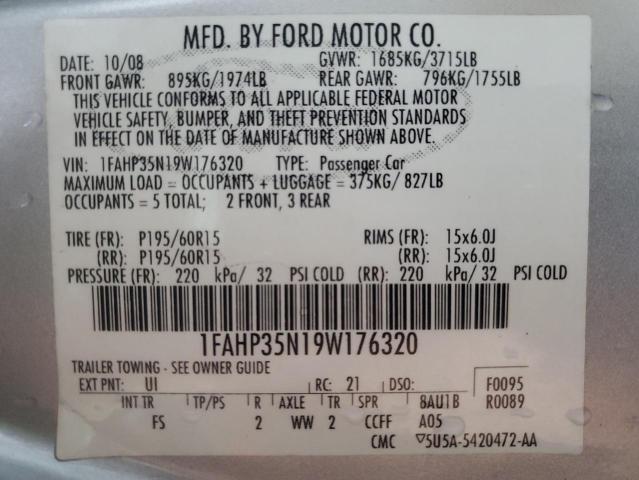 MFD. BY FORD MOTOR CO.
DATE: 10/08 GVWR: 1685KG/3715LB
FRONT GAWR: 895KG/1974LB REAR GAWR: 796KG/1755LB
THIS VEHICLE CONFORMS TO ALL APPLICABLE FEDERAL MOTOR
VEHICLE SAFETY, BUMPER, AND THEFT PREVENTION STANDARDS
IN EFFECT ON THE DATE OF MANUFACTURE SHOWN ABOVE.
VIN: 1FAHP35N19W176320 TYPE: Passenger Car
MAXIMUM LOAD = OCCUPANTS + LUGGAGE = 375KG/ 827LB
OCCUPANTS = 5 TOTAL; 2 FRONT, 3 REAR
TIRE (FR): P195/60R15 RIMS (FR): 15x6.0J
(RR): P195/60R15 (RR): 15x6.0J
PRESSURE (FR): 220 kPa/ 32 PSI COLD (RR): 220 kPa/ 32 PSI COLD
1FAHP35N19W176320
TRAILER TOWING - SEE OWNER GUIDE
EXT PNT: UI RC: 21 DSO: F0095
INT TR TP/PS R AXLE TR SPR 8AU1B R0089
FS 2 WW 2 CCFF A05
CMC ▽5U5A-5420472-AA